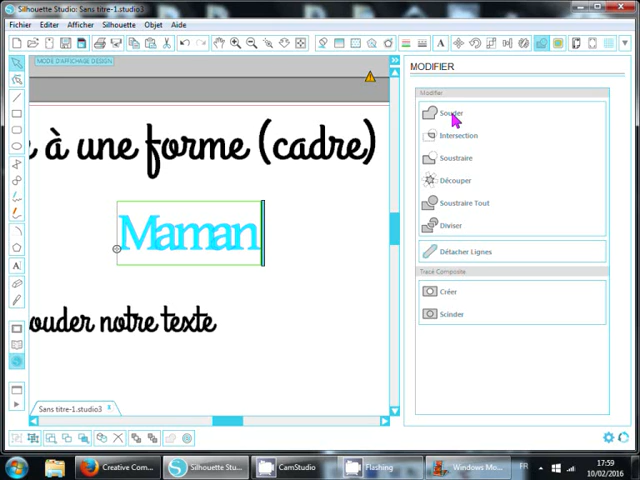 Silhouette Studio: Sans titre-1.studio3
Fichier Editer Afficher Silhouette Objet Aide
MODE D'AFFICHAGE DESIGN
MODIFIER
Modifier
Souder
Intersection
Soustraire
Découper
Soustraire Tout
Diviser
Détacher Lignes
Tracé Composite
Créer
Scinder
e à une forme (cadre)
Maman
ouder notre texte
Sans titre-1.studio3
Creative Com...
Silhouette Stu...
CamStudio
Flashing
Windows Mo...
FR
17:59
10/02/2016